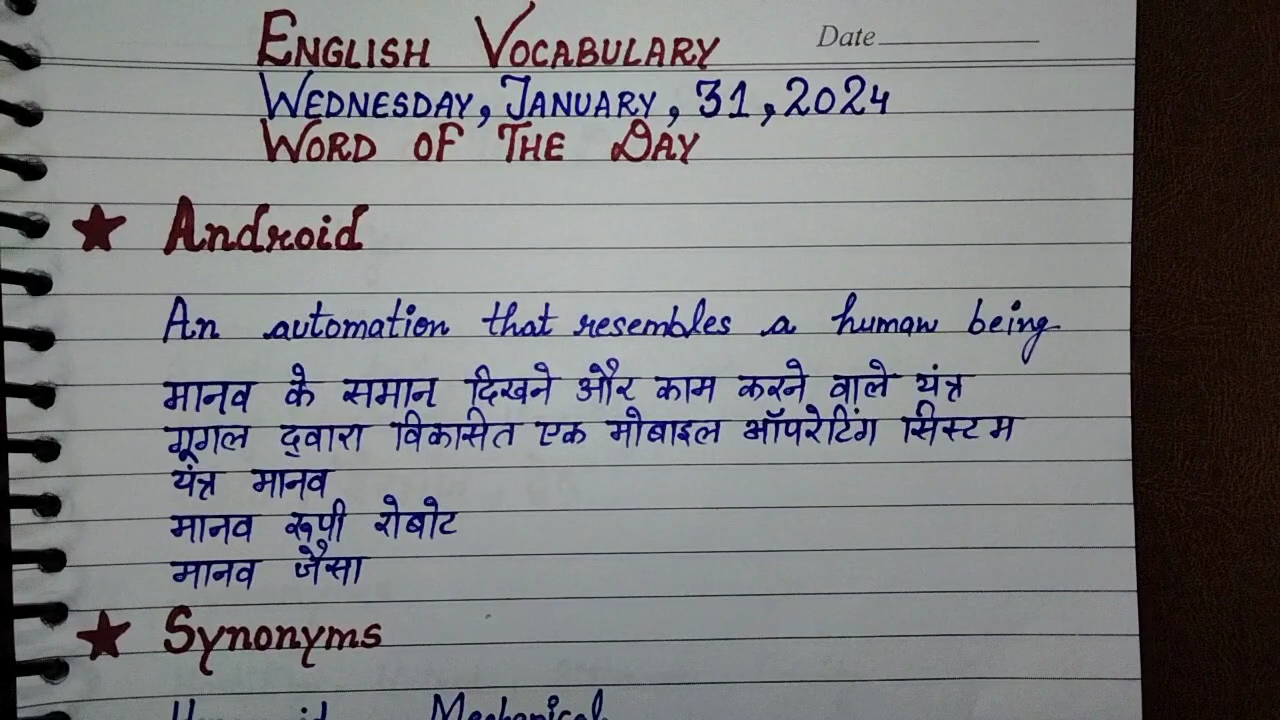 ENGLISH VOCABULARY
Date
WEDNESDAY, JANUARY, 31, 2024
WORD OF THE DAY
Android
An automation that resembles a human being
मानव के समान दिखने और काम करने वाले यंत्र
गूगल द्वारा विकसित एक मोबाइल ऑपरेटिंग सिस्टम
यंत्र मानव
मानव रूपी रोबोट
मानव जैसा
Synonyms
Mechanical